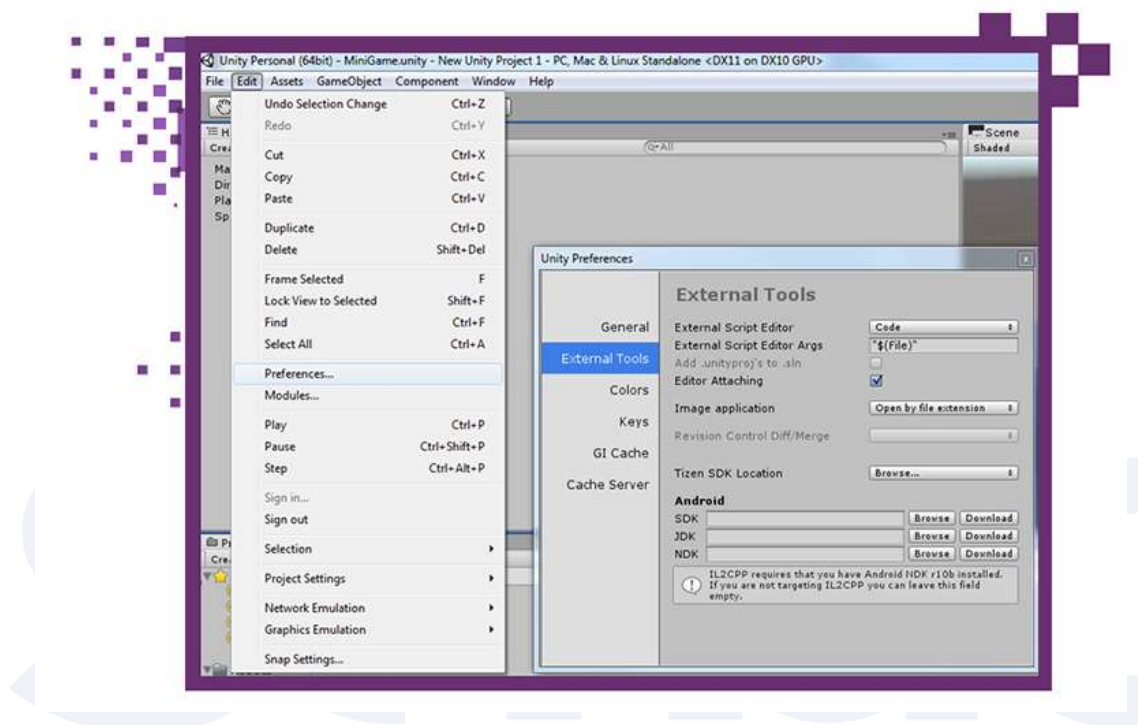 Unity Personal (64bit) - MiniGame.unity - New Unity Project 1 - PC, Mac & Linux Standalone <DX11 on DX10 GPU>
File Edit Assets GameObject Component Window Help
Undo Selection Change Ctrl+Z
Redo Ctrl+Y
Cut Ctrl+X
Copy Ctrl+C
Paste Ctrl+V
Duplicate Ctrl+D
Delete Shift+Del
Frame Selected F
Lock View to Selected Shift+F
Find Ctrl+F
Select All Ctrl+A
Preferences...
Modules...
Play Ctrl+P
Pause Ctrl+Shift+P
Step Ctrl+Alt+P
Sign in...
Sign out
Selection
Project Settings
Network Emulation
Graphics Emulation
Snap Settings...
All
Scene
Shaded
Unity Preferences
General
External Tools
Colors
Keys
GI Cache
Cache Server
External Tools
External Script Editor Code
External Script Editor Args "$(File)"
Add .unityproj's to .sln
Editor Attaching
Image application Open by file extension
Revision Control Diff/Merge
Tizen SDK Location Browse...
Android
SDK Browse Download
JDK Browse Download
NDK Browse Download
IL2CPP requires that you have Android NDK r10b installed.
If you are not targeting IL2CPP you can leave this field
empty.